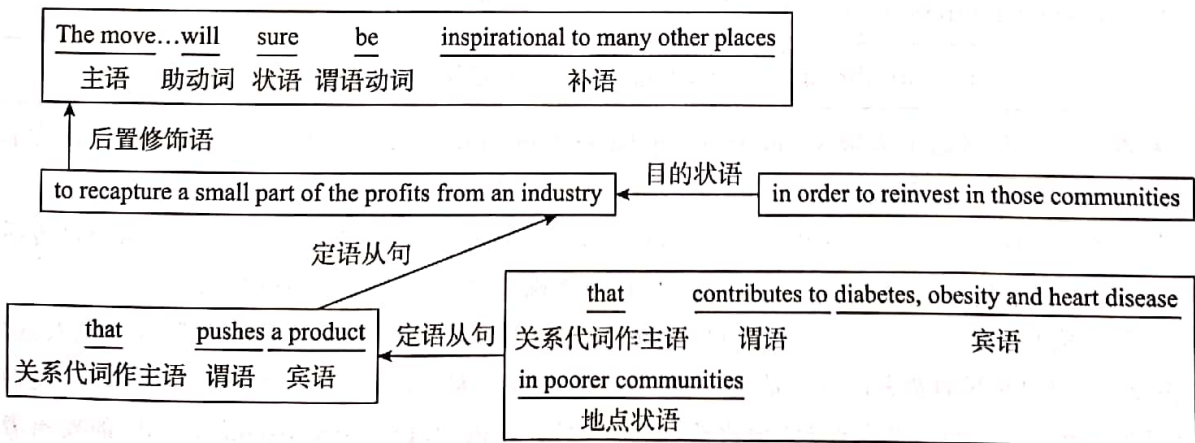 The move…will sure be inspirational to many other places
主语 助动词 状语 谓语动词 补语
后置修饰语
to recapture a small part of the profits from an industry
目的状语
in order to reinvest in those communities
定语从句
that pushes a product
关系代词作主语 谓语 宾语
定语从句
that contributes to diabetes, obesity and heart disease
关系代词作主语 谓语 宾语
in poorer communities
地点状语